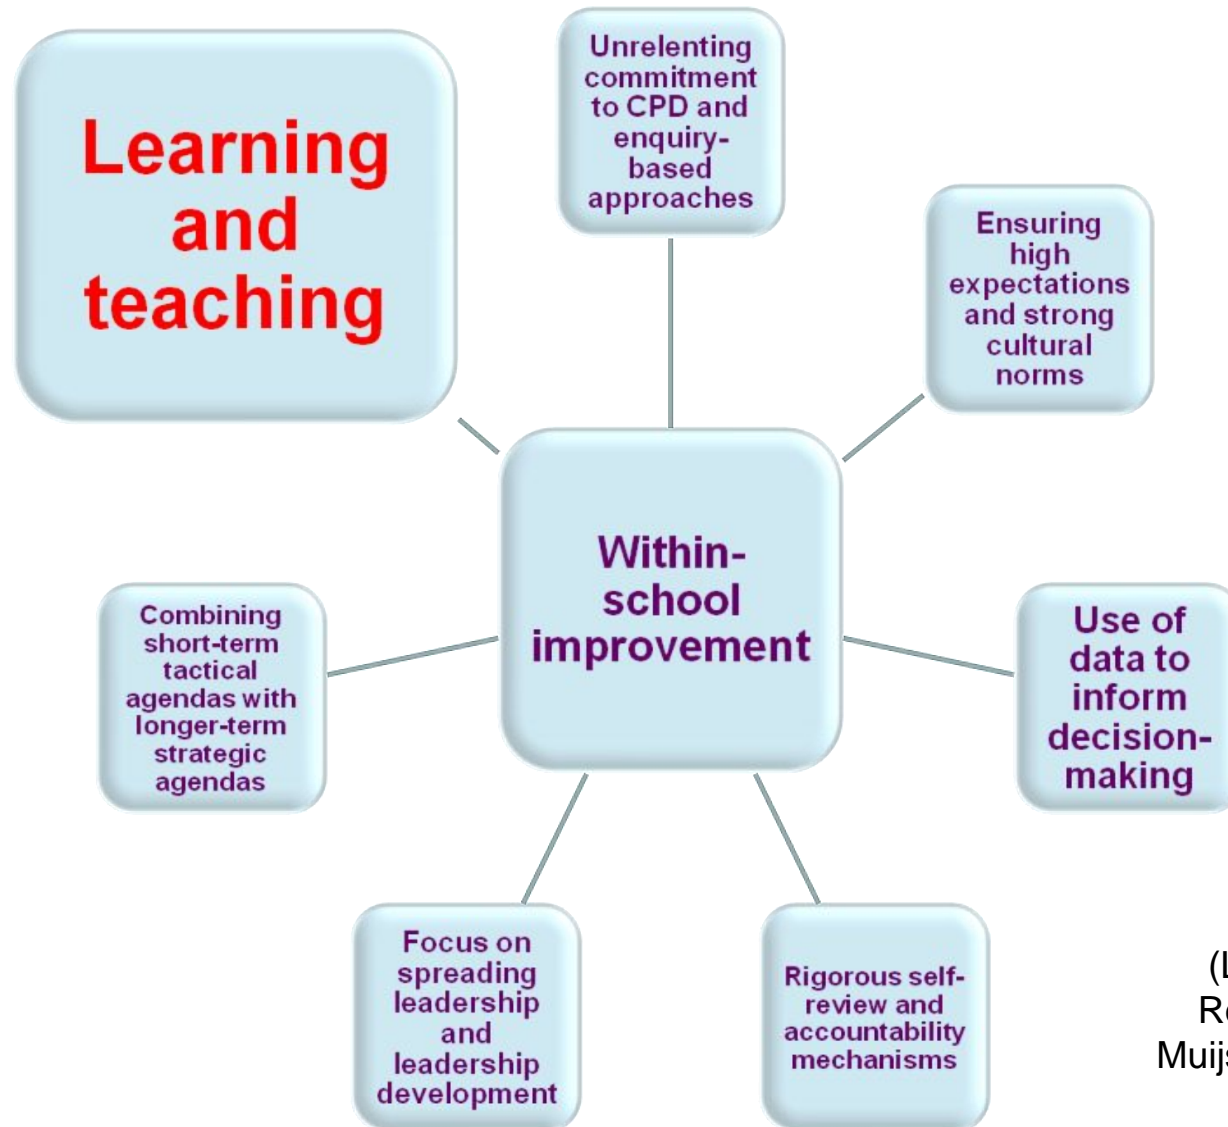 Learning
and
teaching
Unrelenting
commitment
to CPD and
enquiry-
based
approaches
Ensuring
high
expectations
and strong
cultural
norms
Within-
school
improvement
Combining
short-term
tactical
agendas with
longer-term
strategic
agendas
Use of
data to
inform
decision-
making
Focus on
spreading
leadership
and
leadership
development
Rigorous self-
review and
accountability
mechanisms
Muijs